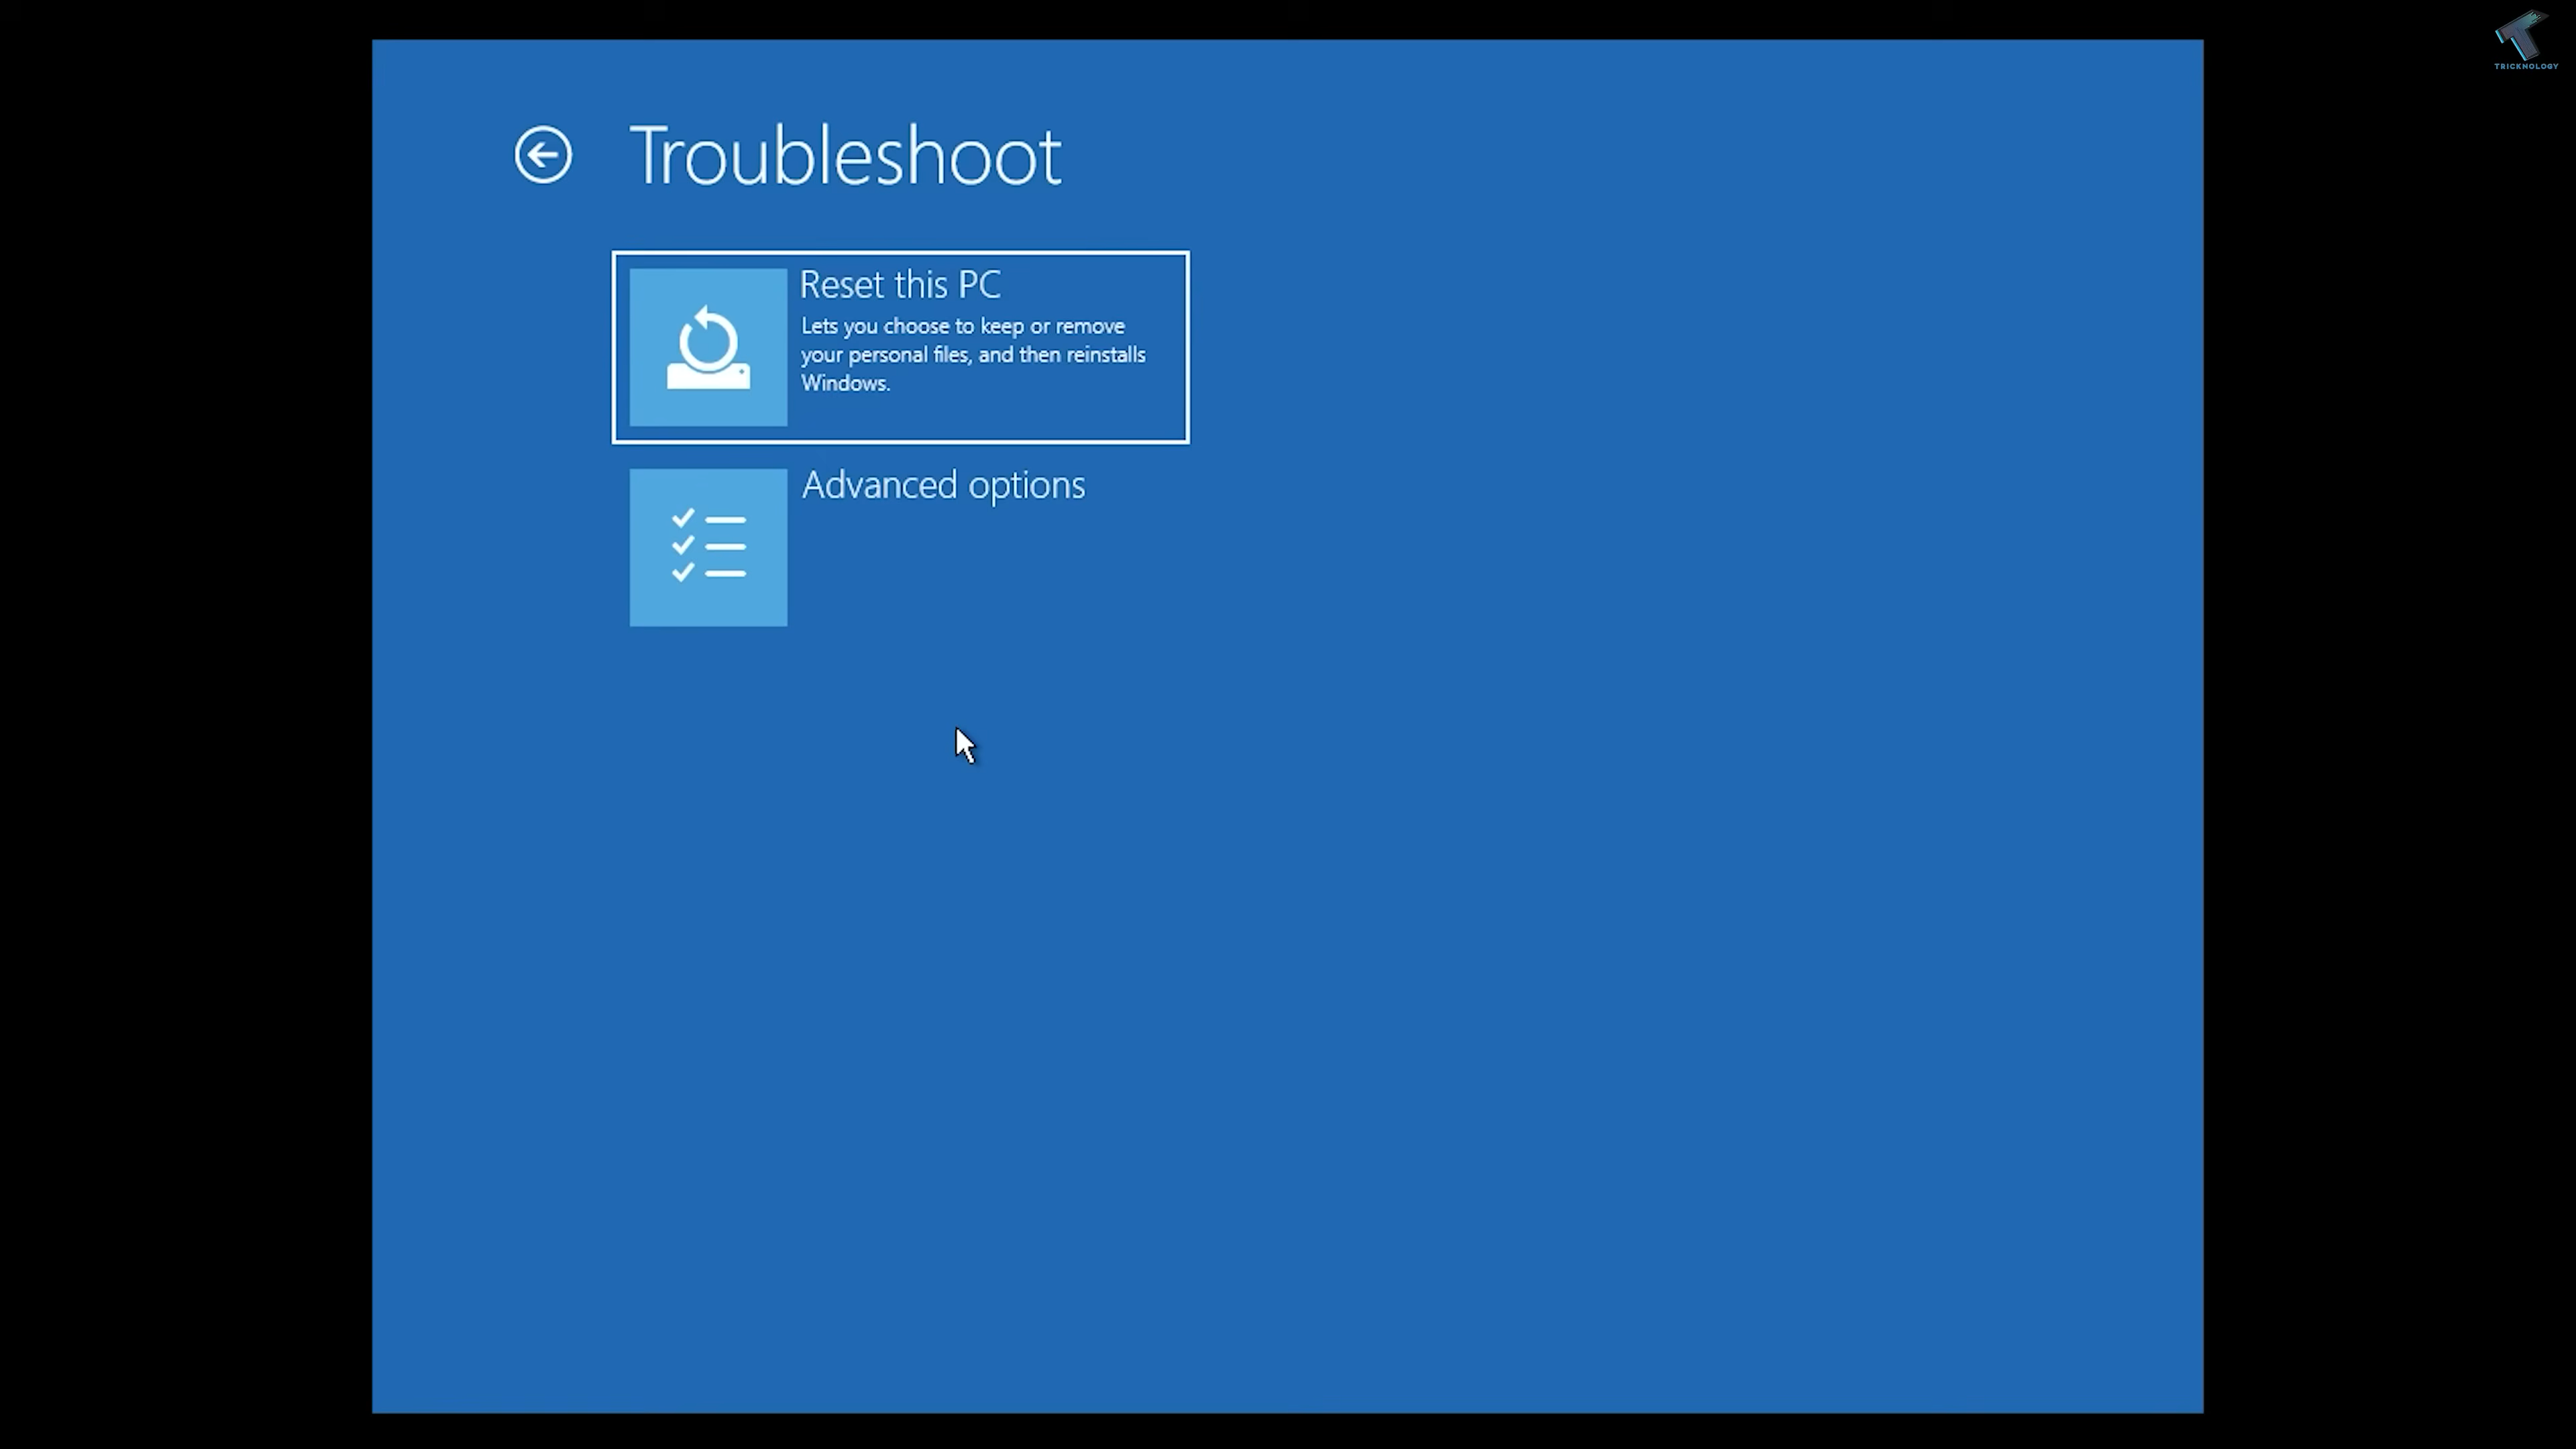 TRICKNOLOGY
Troubleshoot
Reset this PC
Lets you choose to keep or remove
your personal files, and then reinstalls
Windows.
Advanced options